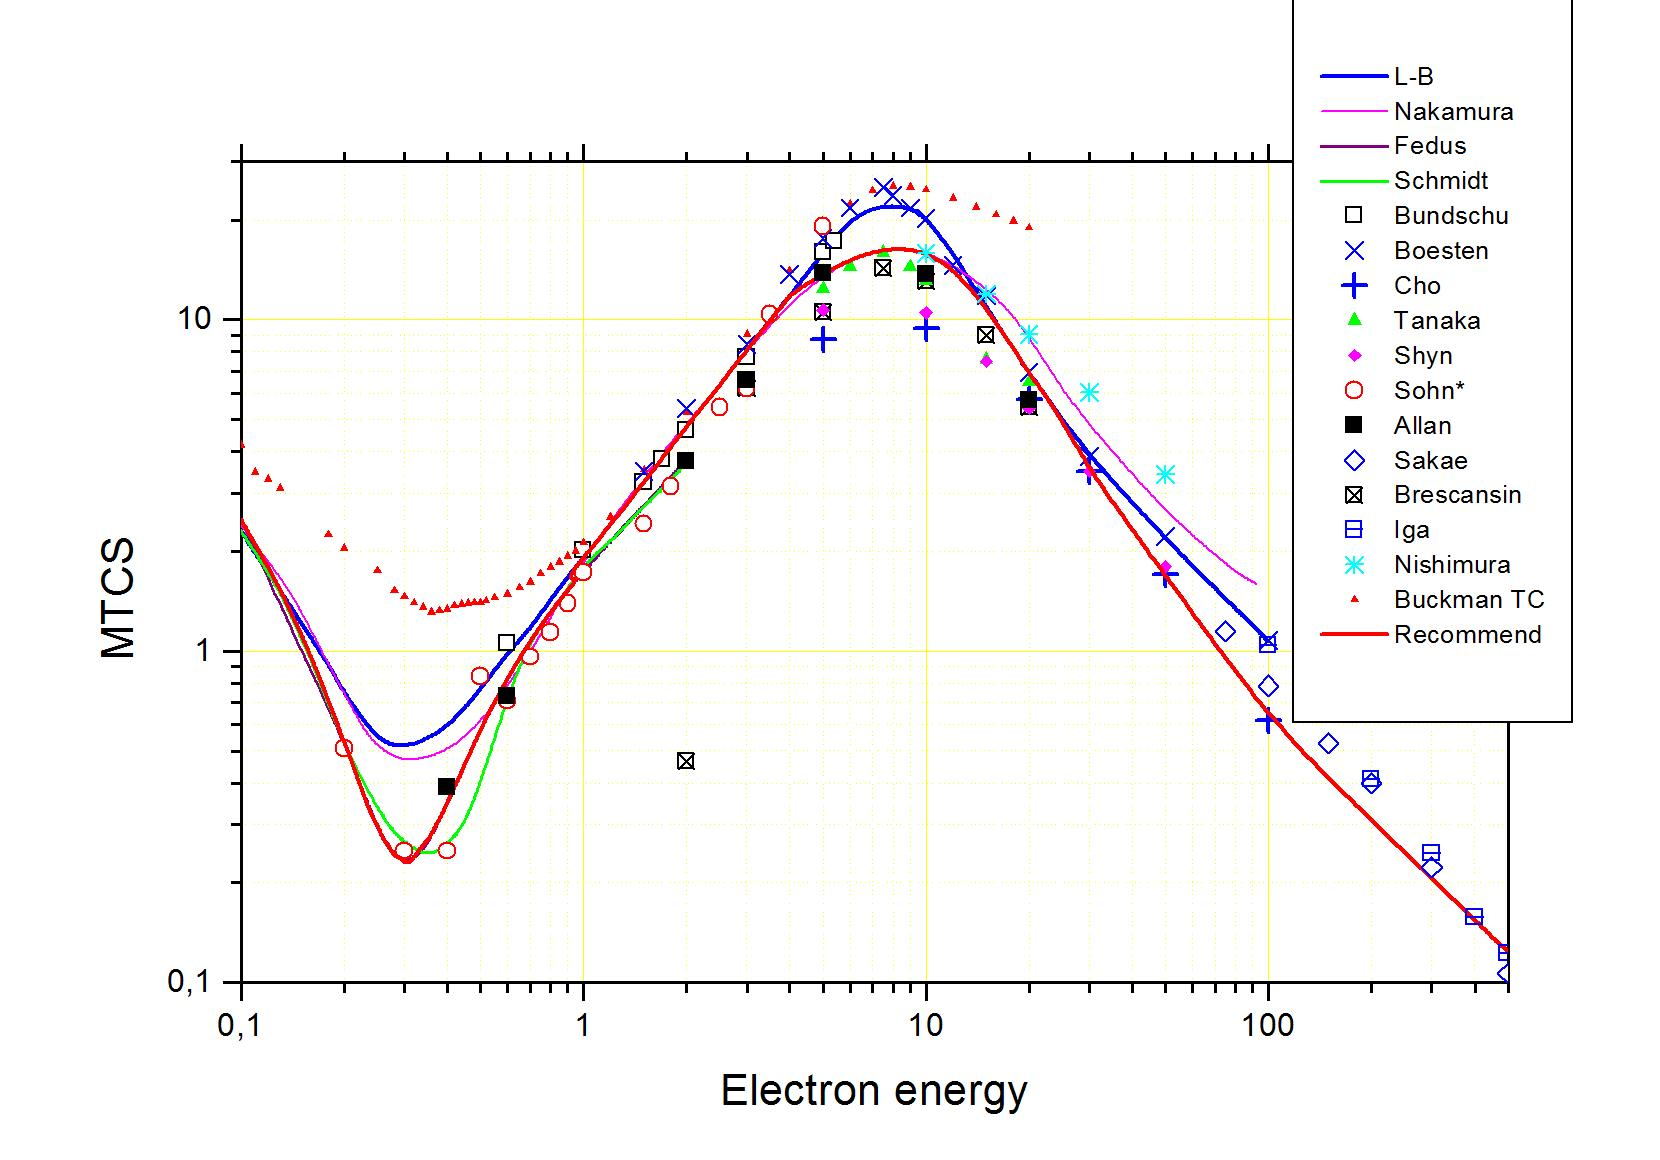 L-B
Nakamura
Fedus
Schmidt
Bundschu
Boesten
Cho
Tanaka
Shyn
Sohn*
Allan
Sakae
Brescansin
Iga
Nishimura
Buckman TC
Recommend
MTCS
10
1
0,1
0,1 1 10 100
Electron energy